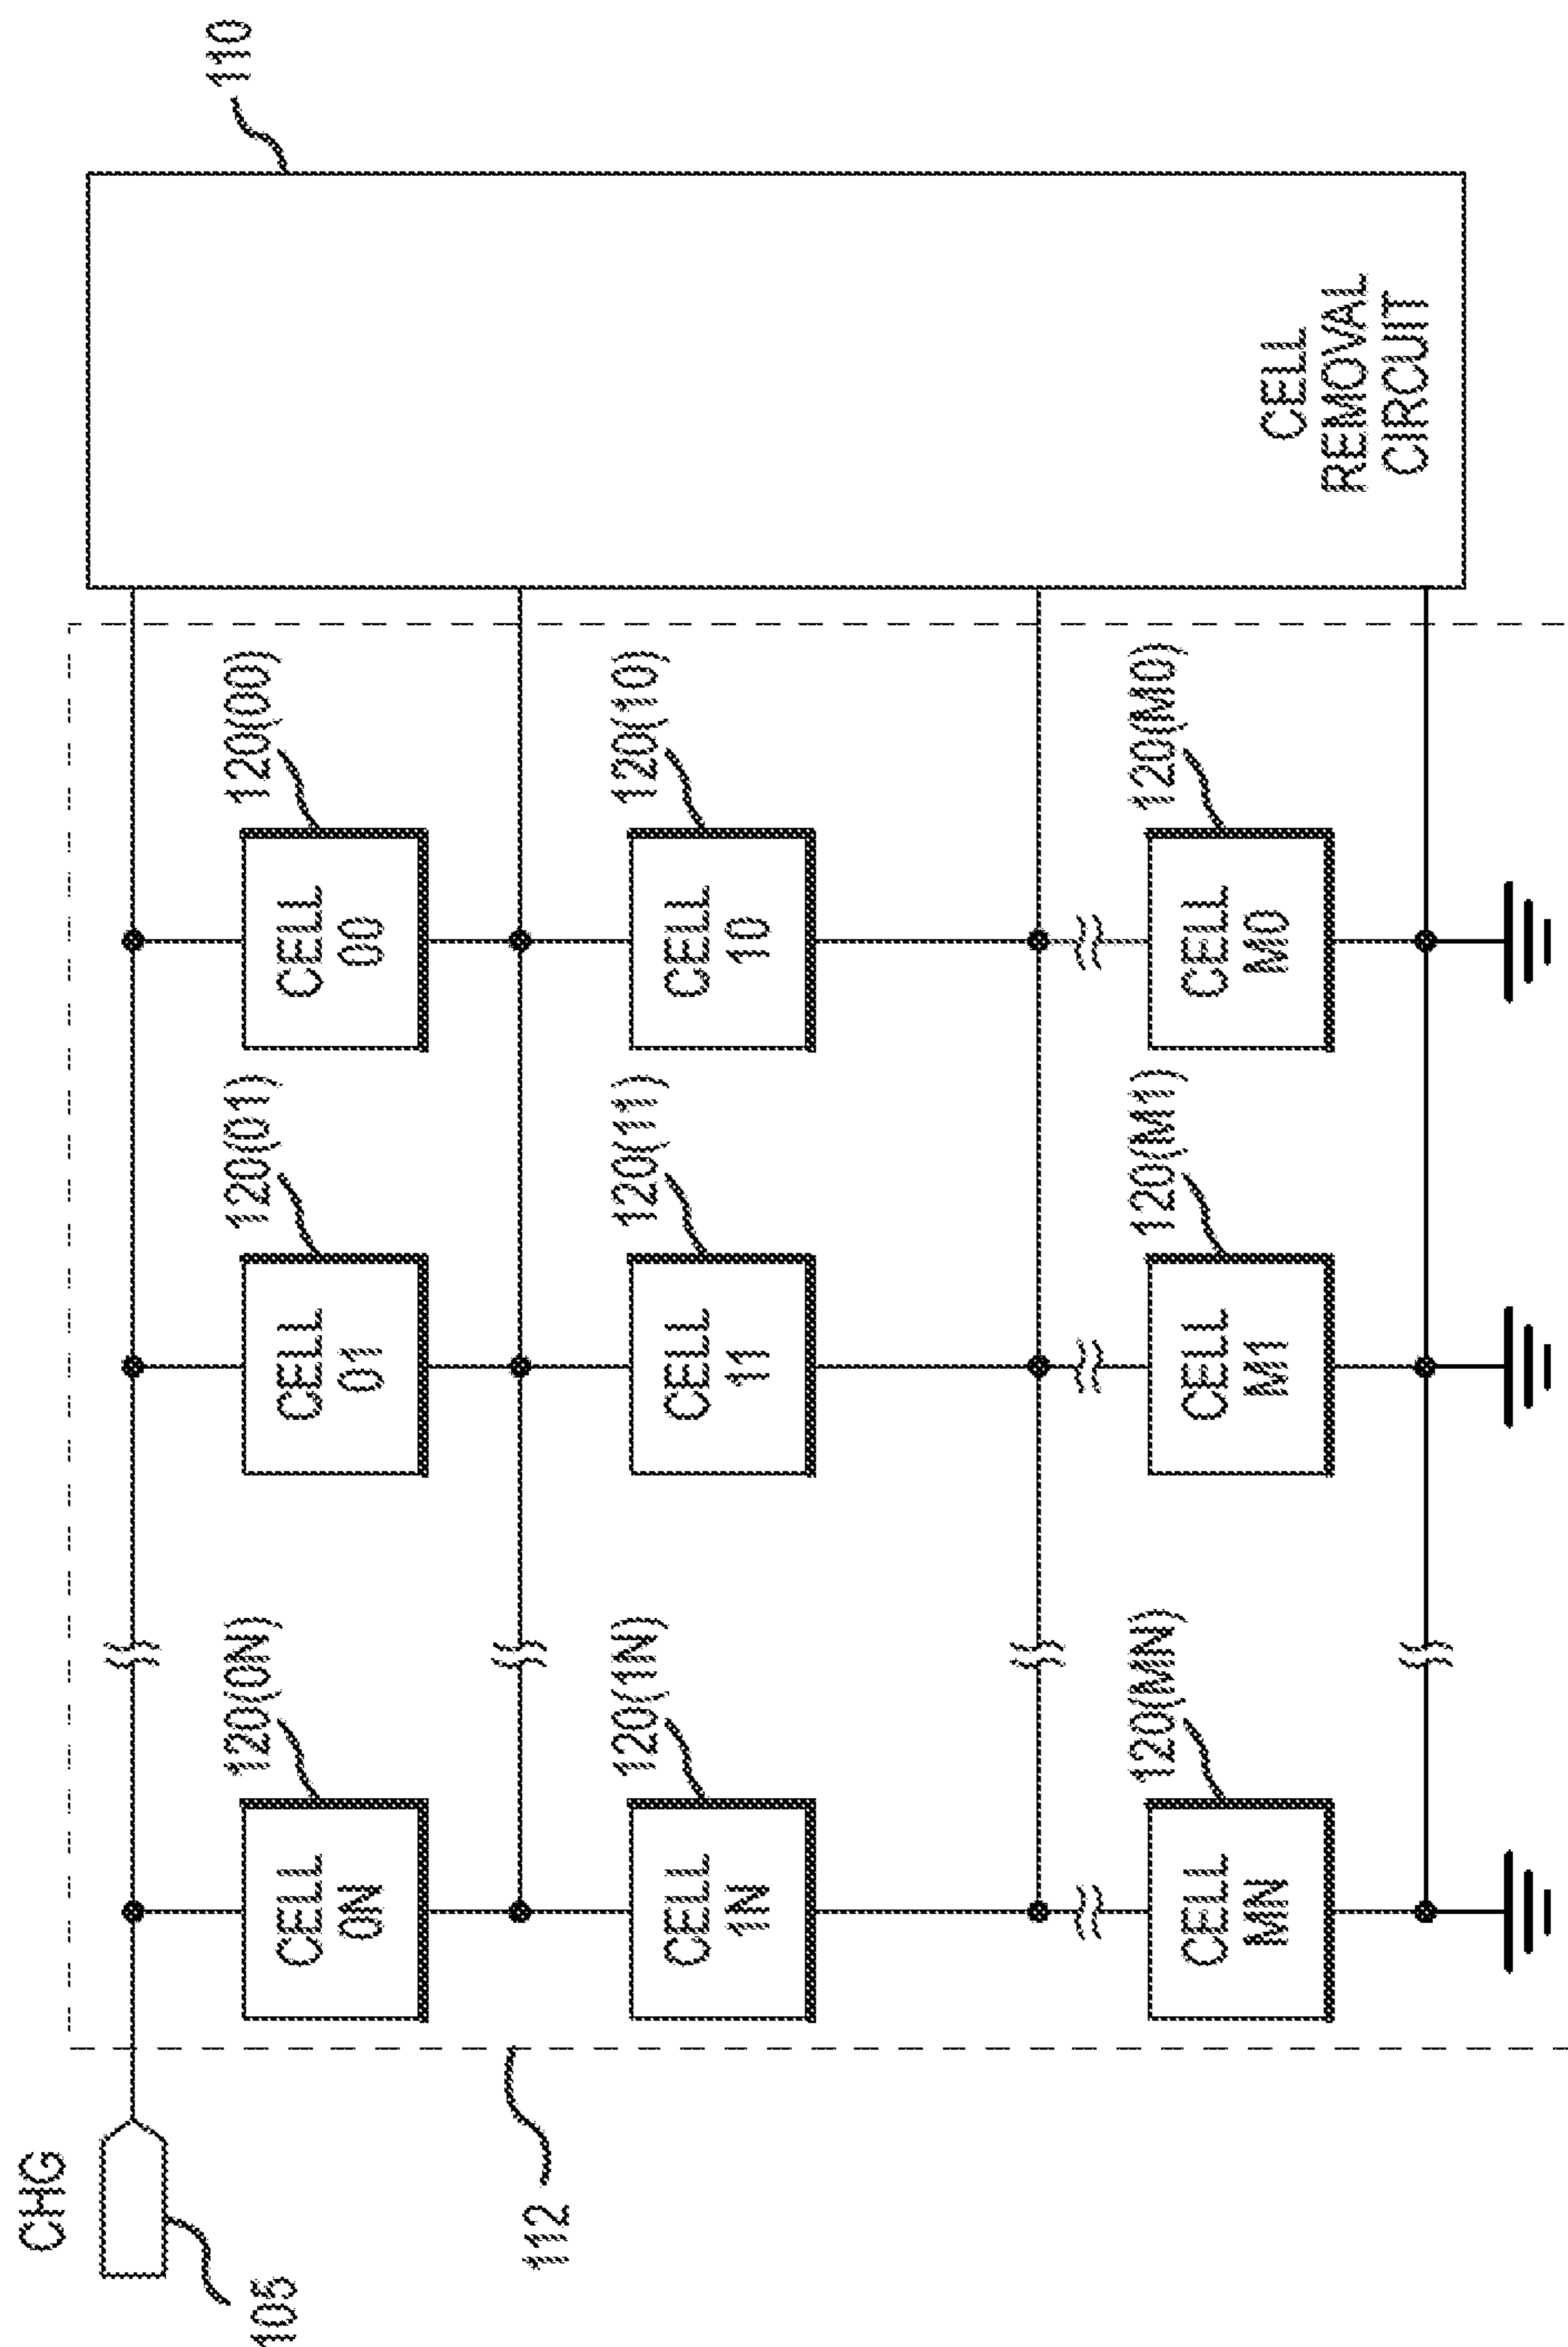 CHG
105
112
110
120(0N)
CELL
0N
120(01)
CELL
01
120(00)
CELL
00
120(1N)
CELL
1N
120(11)
CELL
11
120(10)
CELL
10
120(MN)
CELL
MN
120(M1)
CELL
M1
120(M0)
CELL
M0
CELL
REMOVAL
CIRCUIT